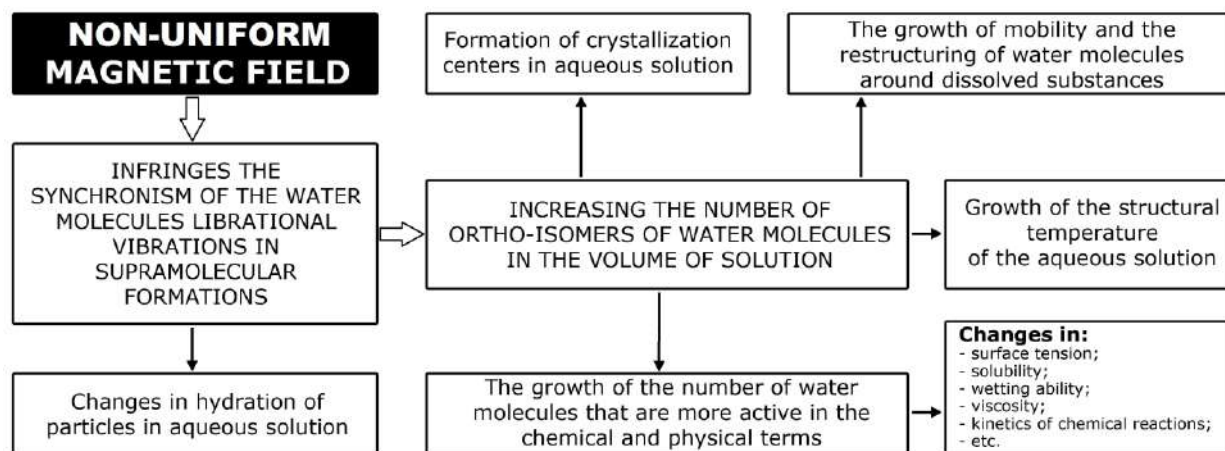 NON-UNIFORM
MAGNETIC FIELD
Formation of crystallization
centers in aqueous solution
The growth of mobility and the
restructuring of water molecules
around dissolved substances
INFRINGES THE
SYNCHRONISM OF THE WATER
MOLECULES LIBRATIONAL
VIBRATIONS IN
SUPRAMOLECULAR
FORMATIONS
INCREASING THE NUMBER OF
ORTHO-ISOMERS OF WATER MOLECULES
IN THE VOLUME OF SOLUTION
Growth of the structural
temperature
of the aqueous solution
Changes in hydration of
particles in aqueous solution
The growth of the number of water
molecules that are more active in the
chemical and physical terms
Changes in:
- surface tension;
- solubility;
- wetting ability;
- viscosity;
- kinetics of chemical reactions;
- etc.